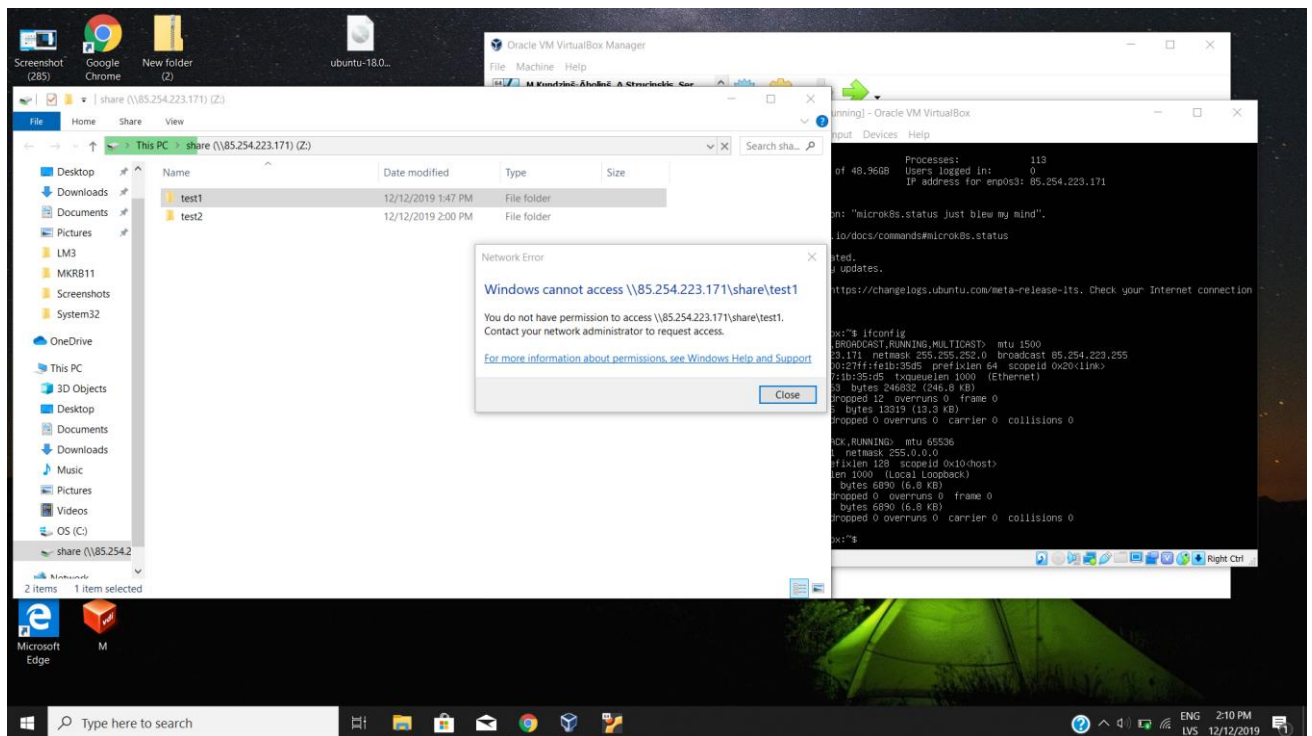 Screenshot (285)
Google Chrome
New folder (2)
ubuntu-18.0...
Oracle VM VirtualBox Manager
File Machine Help
share (\\85.254.223.171) (Z:)
File Home Share View
This PC > share (\\85.254.223.171) (Z:)
Search sha...
Desktop
Downloads
Documents
Pictures
LM3
MKRB11
Screenshots
System32
OneDrive
This PC
3D Objects
Desktop
Documents
Downloads
Music
Pictures
Videos
OS (C:)
share (\\85.254.2
Network
Name Date modified Type Size
test1 12/12/2019 1:47 PM File folder
test2 12/12/2019 2:00 PM File folder
2 items 1 item selected
Network Error
Windows cannot access \\85.254.223.171\share\test1
You do not have permission to access \\85.254.223.171\share\test1.
Contact your network administrator to request access.
For more information about permissions, see Windows Help and Support
Close
unning] - Oracle VM VirtualBox
nput Devices Help
Processes: 113
of 48.96GB Users logged in: 0
IP address for enp0s3: 85.254.223.171
on: "microk8s.status just blew my mind".
.io/docs/commands#microk8s.status
ated.
y updates.
https://changelogs.ubuntu.com/meta-release-lts. Check your Internet connection
ox:~$ ifconfig
,BROADCAST,RUNNING,MULTICAST> mtu 1500
23.171 netmask 255.255.252.0 broadcast 85.254.223.255
00:27ff:fe1b:35d5 prefixlen 64 scopeid 0x20<link>
7:1b:35:d5 txqueuelen 1000 (Ethernet)
53 bytes 246832 (246.8 KB)
dropped 12 overruns 0 frame 0
bytes 13319 (13.3 KB)
dropped 0 overruns 0 carrier 0 collisions 0
ACK,RUNNING> mtu 65536
netmask 255.0.0.0
efixlen 128 scopeid 0x10<host>
len 1000 (Local Loopback)
bytes 6890 (6.8 KB)
dropped 0 overruns 0 frame 0
bytes 6890 (6.8 KB)
dropped 0 overruns 0 carrier 0 collisions 0
ox:~$
Right Ctrl
Microsoft Edge
vdi
M
Type here to search
ENG 2:10 PM
LVS 12/12/2019